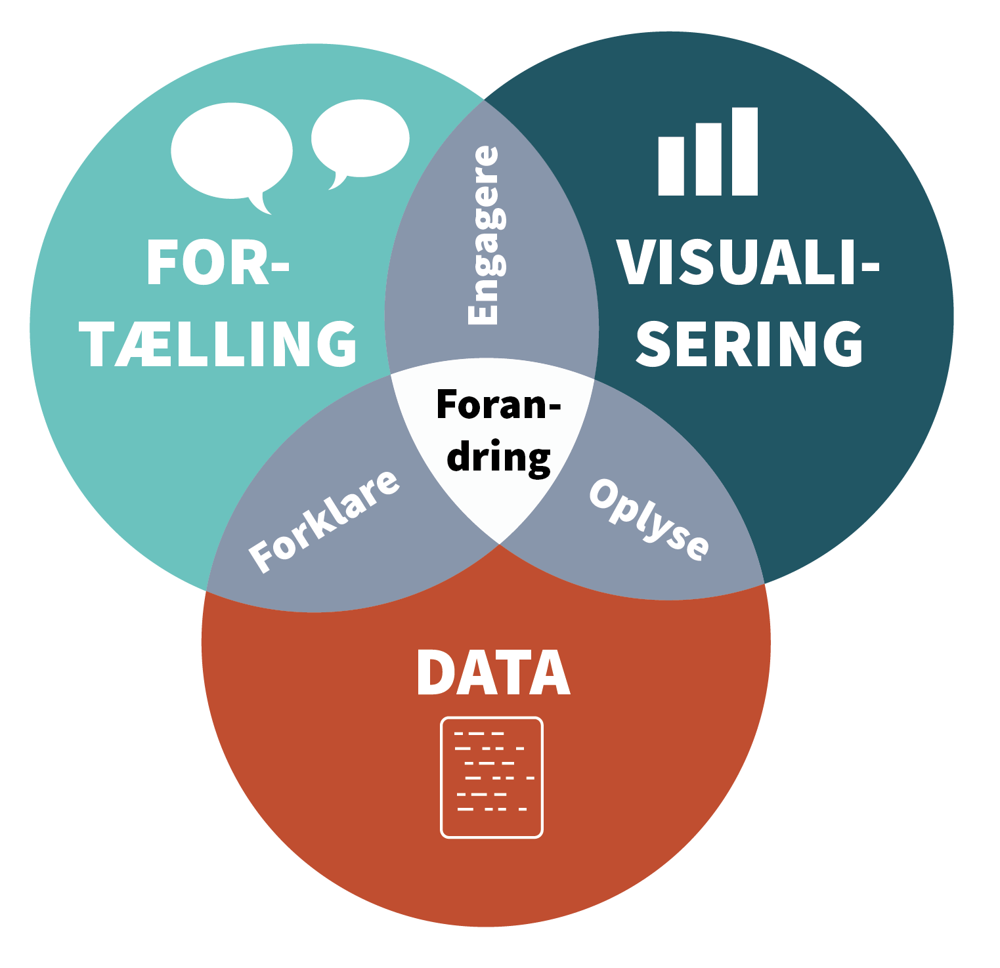 FOR-
TÆLLING
Engagere
VISUALI-
SERING
Foran-
dring
Forklare
Oplyse
DATA